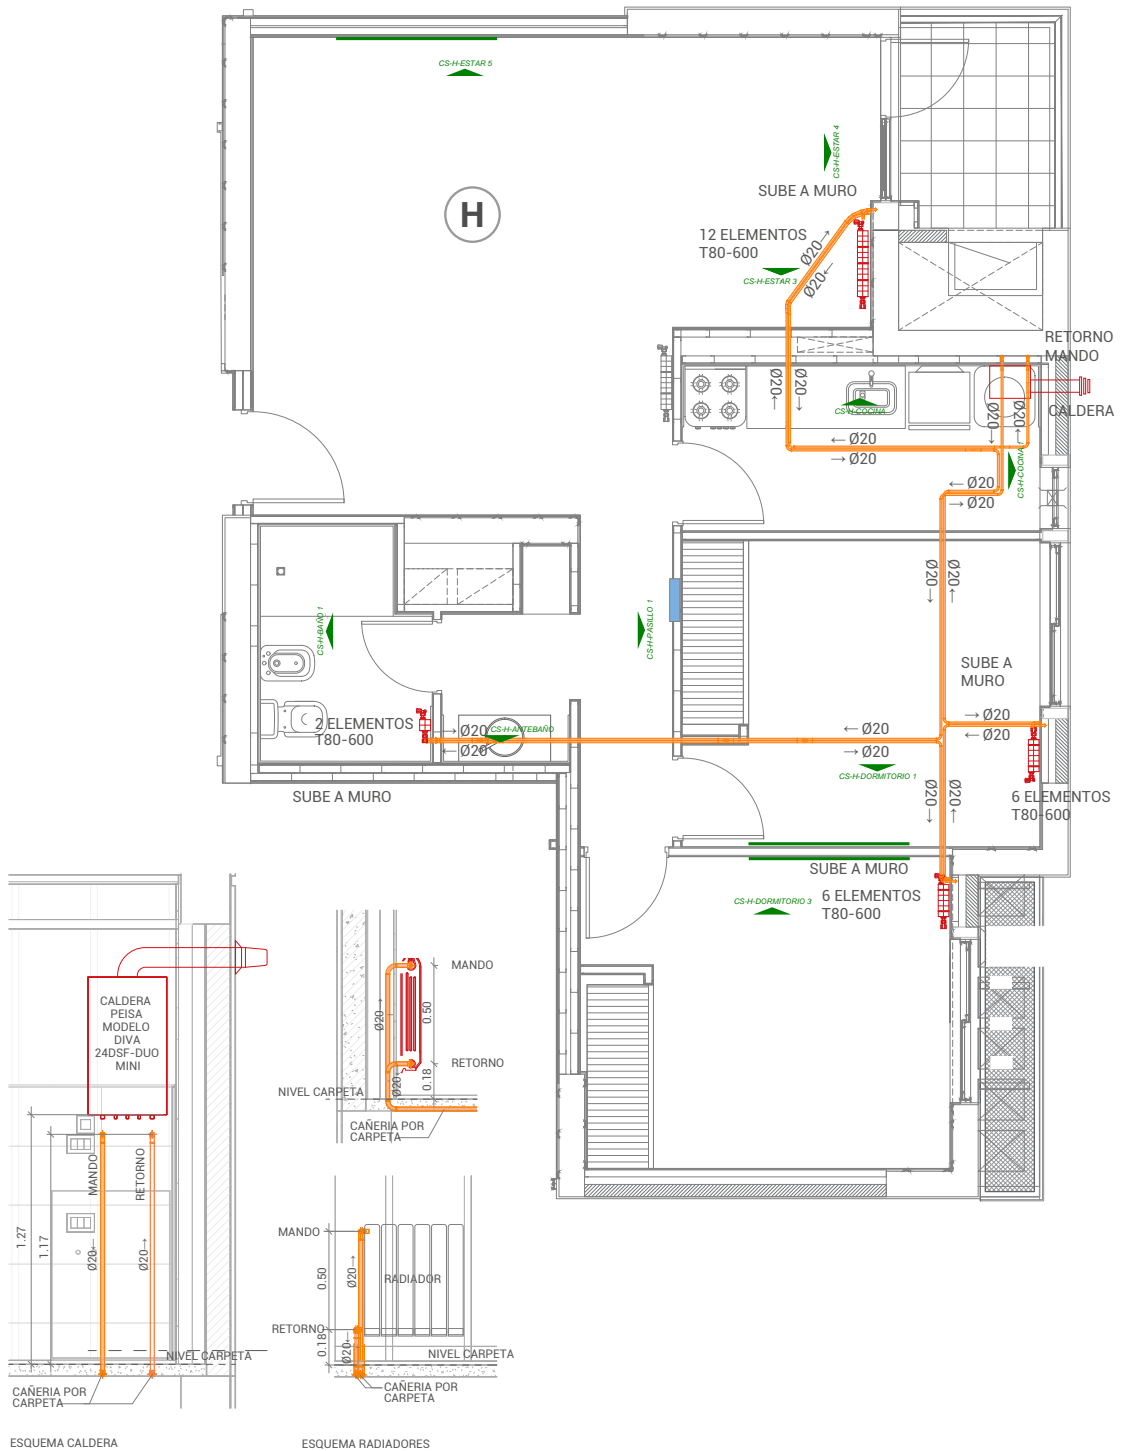 CS-H-ESTAR 5
CS-H-ESTAR 4
SUBE A MURO
H
12 ELEMENTOS
T80-600
Ø20→
Ø20←
CS-H-ESTAR 3
RETORNO
MANDO
CALDERA
Ø20→
Ø20→
CS-H-COCINA
Ø20→
Ø20→
← Ø20
→ Ø20
CS-H-COCINA 1
← Ø20
→ Ø20
Ø20→
Ø20→
CS-H-BAÑO 1
CS-H-PASILLO 1
SUBE A
MURO
2 ELEMENTOS
T80-600
→ Ø20
← Ø20
CS-H-ANTEBAÑO
← Ø20
→ Ø20
→ Ø20
← Ø20
CS-H-DORMITORIO 1
Ø20→
Ø20→
6 ELEMENTOS
T80-600
SUBE A MURO
SUBE A MURO
6 ELEMENTOS
T80-600
CS-H-DORMITORIO 3
CALDERA
PEISA
MODELO
DIVA
24DSF-DUO
MINI
MANDO
RETORNO
1.27
1.17
Ø20→
Ø20→
NIVEL CARPETA
CAÑERIA POR
CARPETA
ESQUEMA CALDERA
MANDO
Ø20→
0.50
RETORNO
Ø20→
0.18
NIVEL CARPETA
CAÑERIA POR
CARPETA
MANDO
0.50
Ø20→
RADIADOR
RETORNO
0.18
Ø20→
NIVEL CARPETA
CAÑERIA POR
CARPETA
ESQUEMA RADIADORES